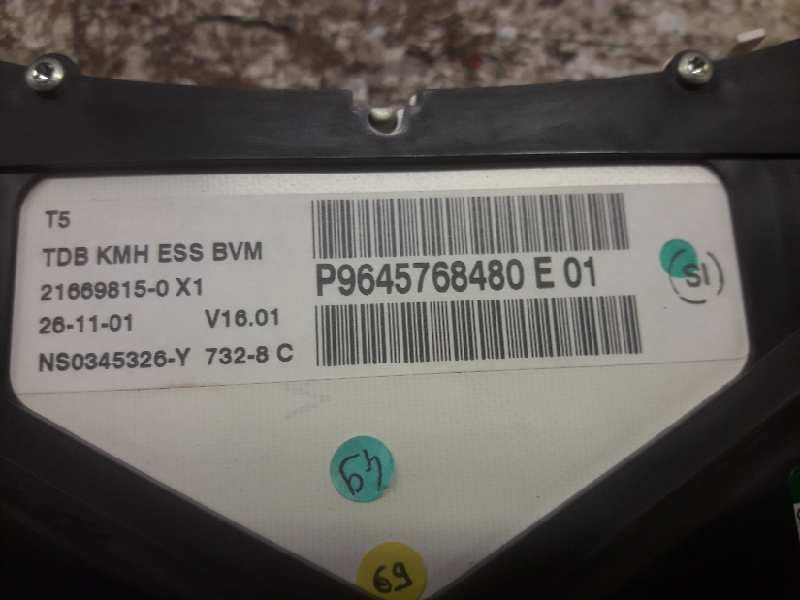 T5
TDB KMH ESS BVM
21669815-0 X1
26-11-01 V16.01
NS0345326-Y 732-8 C
P9645768480 E 01
(SI)
69